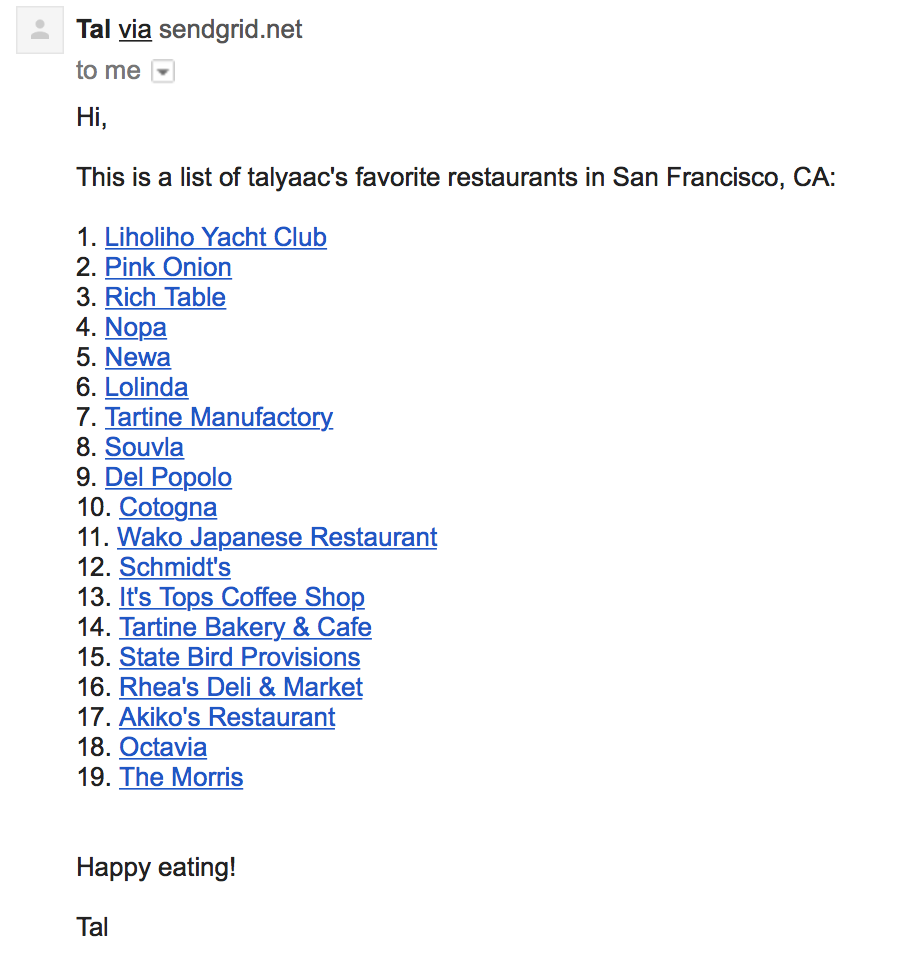 Tal via sendgrid.net
to me
Hi,
This is a list of talyaac's favorite restaurants in San Francisco, CA:
1. Liholiho Yacht Club
2. Pink Onion
3. Rich Table
4. Nopa
5. Newa
6. Lolinda
7. Tartine Manufactory
8. Souvla
9. Del Popolo
10. Cotogna
11. Wako Japanese Restaurant
12. Schmidt's
13. It's Tops Coffee Shop
14. Tartine Bakery & Cafe
15. State Bird Provisions
16. Rhea's Deli & Market
17. Akiko's Restaurant
18. Octavia
19. The Morris
Happy eating!
Tal